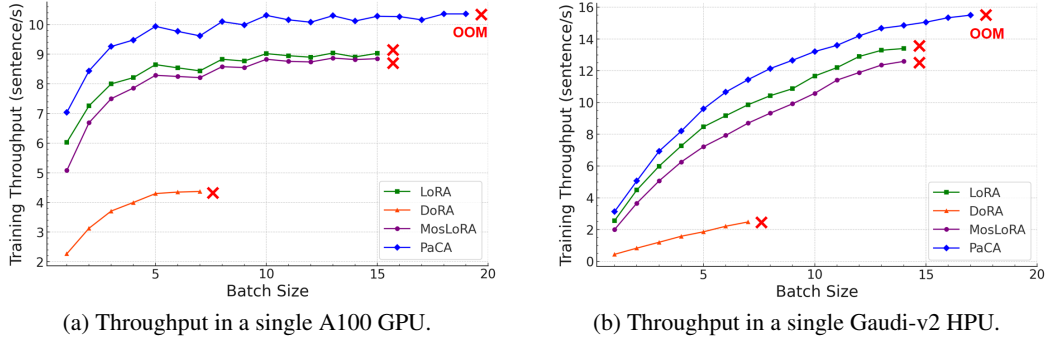 Training Throughput (sentence/s)
11
10
9
8
7
6
5
4
3
2
5
10
15
20
Batch Size
OOM
LoRA
DoRA
MosLoRA
PaCA
(a) Throughput in a single A100 GPU.
Training Throughput (sentence/s)
16
14
12
10
8
6
4
2
0
5
10
15
20
Batch Size
OOM
LoRA
DoRA
MosLoRA
PaCA
(b) Throughput in a single Gaudi-v2 HPU.